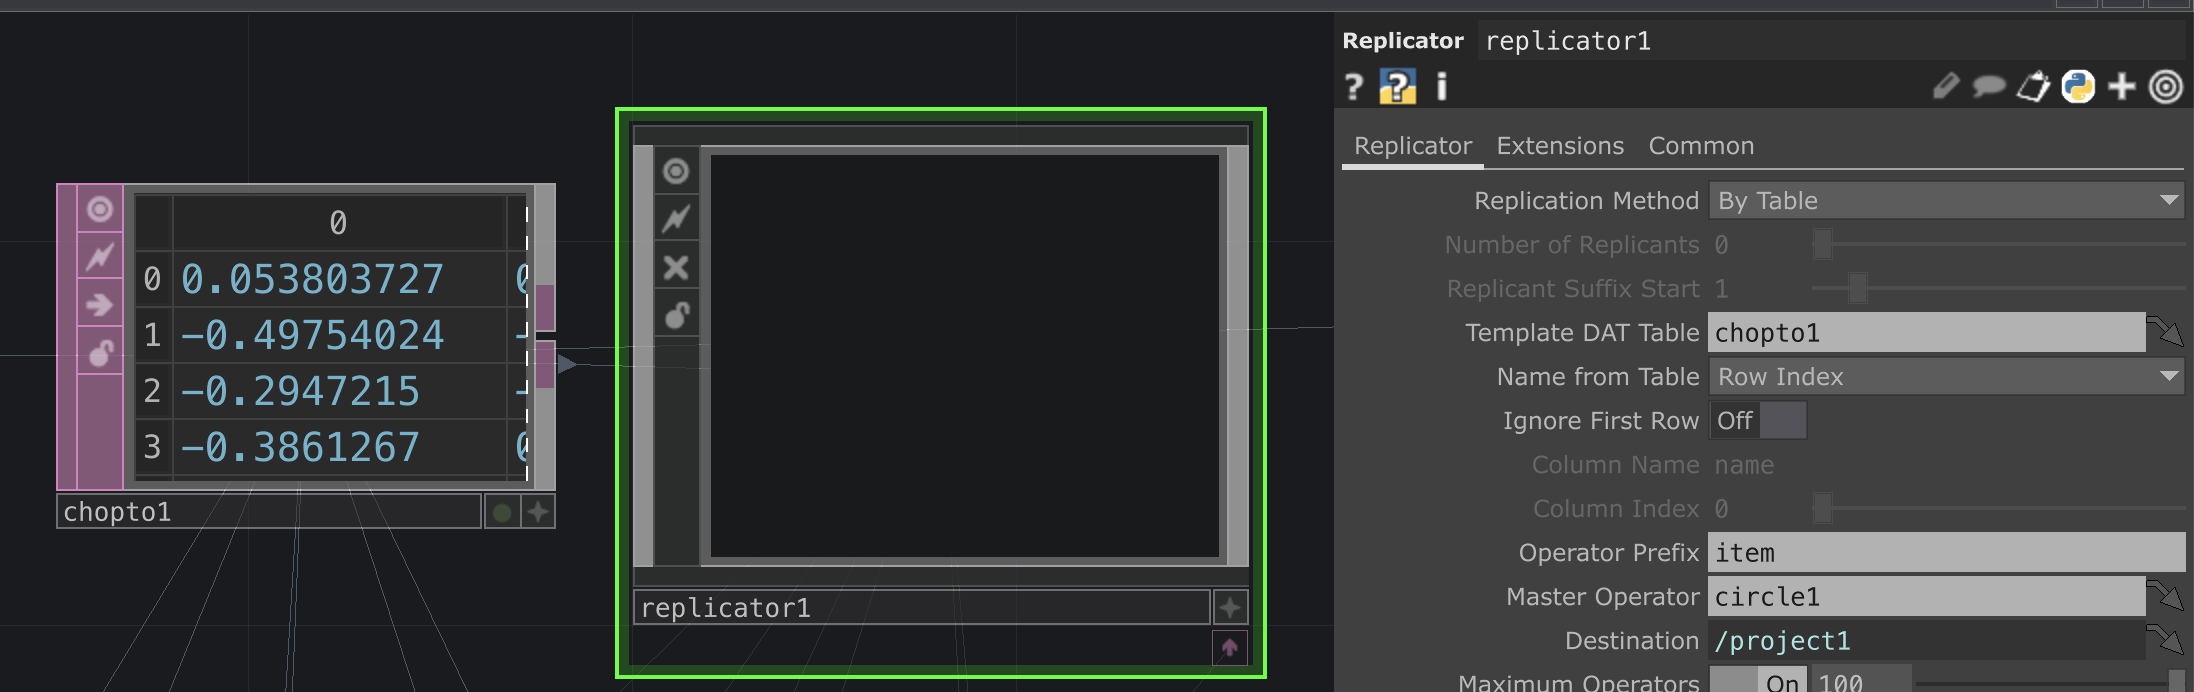 0
0 0.053803727
1 -0.49754024
2 -0.2947215
3 -0.3861267
chopto1
replicator1
Replicator replicator1
? ? i
Replicator Extensions Common
Replication Method By Table
Number of Replicants 0
Replicant Suffix Start 1
Template DAT Table chopto1
Name from Table Row Index
Ignore First Row Off
Column Name name
Column Index 0
Operator Prefix item
Master Operator circle1
Destination /project1
Maximum Operators On 100